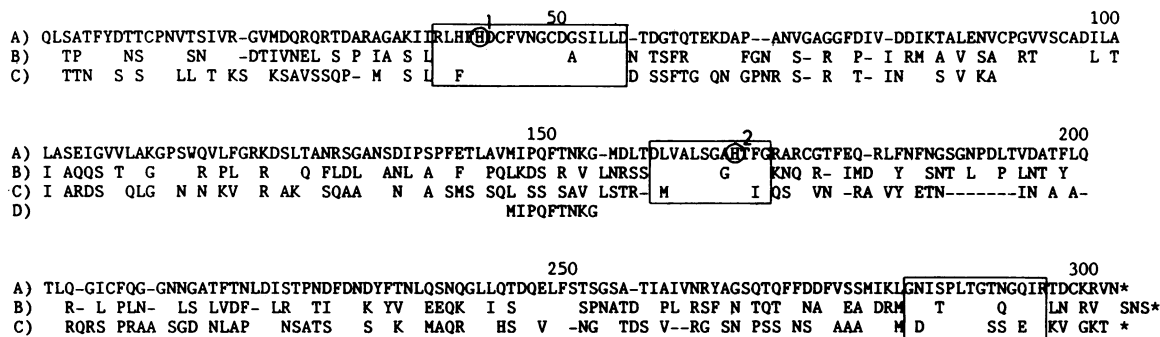 1 50 100
A) QLSATFYDTTCPNVTSIVR-GVMDQRQRTDARAGAKIIRLHFHDCFVNGCDGSILLD-TDGTQTEKDAP--ANVGAGGFDIV-DDIKTALENVCPGVVSCADILA
B) TP NS SN -DTIVNEL S P IA S L A N TSFR FGN S- R P- I RM A V SA RT L T
C) TTN S S LL T KS KSAVSSQP- M S L F D SSFTG QN GPNR S- R T- IN S V KA
150 2 200
A) LASEIGVVLAKGPSWQVLFGRKDSLTANRSGANSDIPSPFETLAVMIPQFTNKG-MDLTDLVALSGAHTFGRARCGTFEQ-RLFNFNGSGNPDLTVDATFLQ
B) I AQQS T G R PL R Q FLDL ANL A F PQLKDS R V LNRSS G KNQ R- IMD Y SNT L P LNT Y
C) I ARDS QLG N N KV R AK SQAA N A SMS SQL SS SAV LSTR- M I QS VN -RA VY ETN-------IN A A-
D) MIPQFTNKG
250 300
A) TLQ-GICFQG-GNNGATFTNLDISTPNDFDNDYFTNLQSNQGLLQTDQELFSTSGSA-TIAIVNRYAGSQTQFFDDFVSSMIKLGNISPLTGTNGQIRTDCKRVN*
B) R- L PLN- LS LVDF- LR TI K YV EEQK I S SPNATD PL RSF N TQT NA EA DRM T Q LN RV SNS*
C) RQRS PRAA SGD NLAP NSATS S K MAQR HS V -NG TDS V--RG SN PSS NS AAA M D SS E KV GKT *